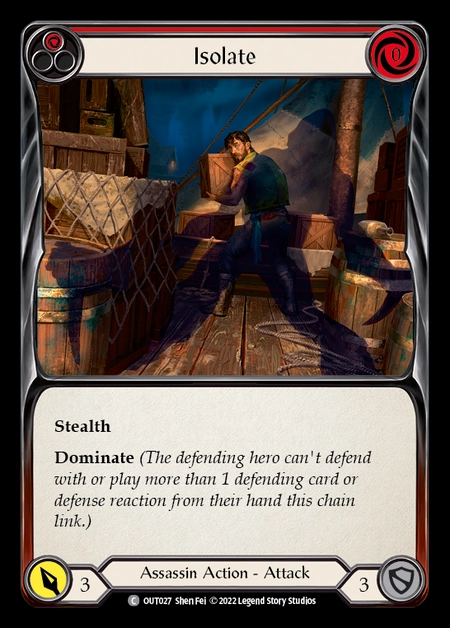 Isolate
0
Stealth
Dominate (The defending hero can't defend
with or play more than 1 defending card or
defense reaction from their hand this chain
link.)
3
Assassin Action - Attack
3
C OUT027 Shen Fei © 2022 Legend Story Studios